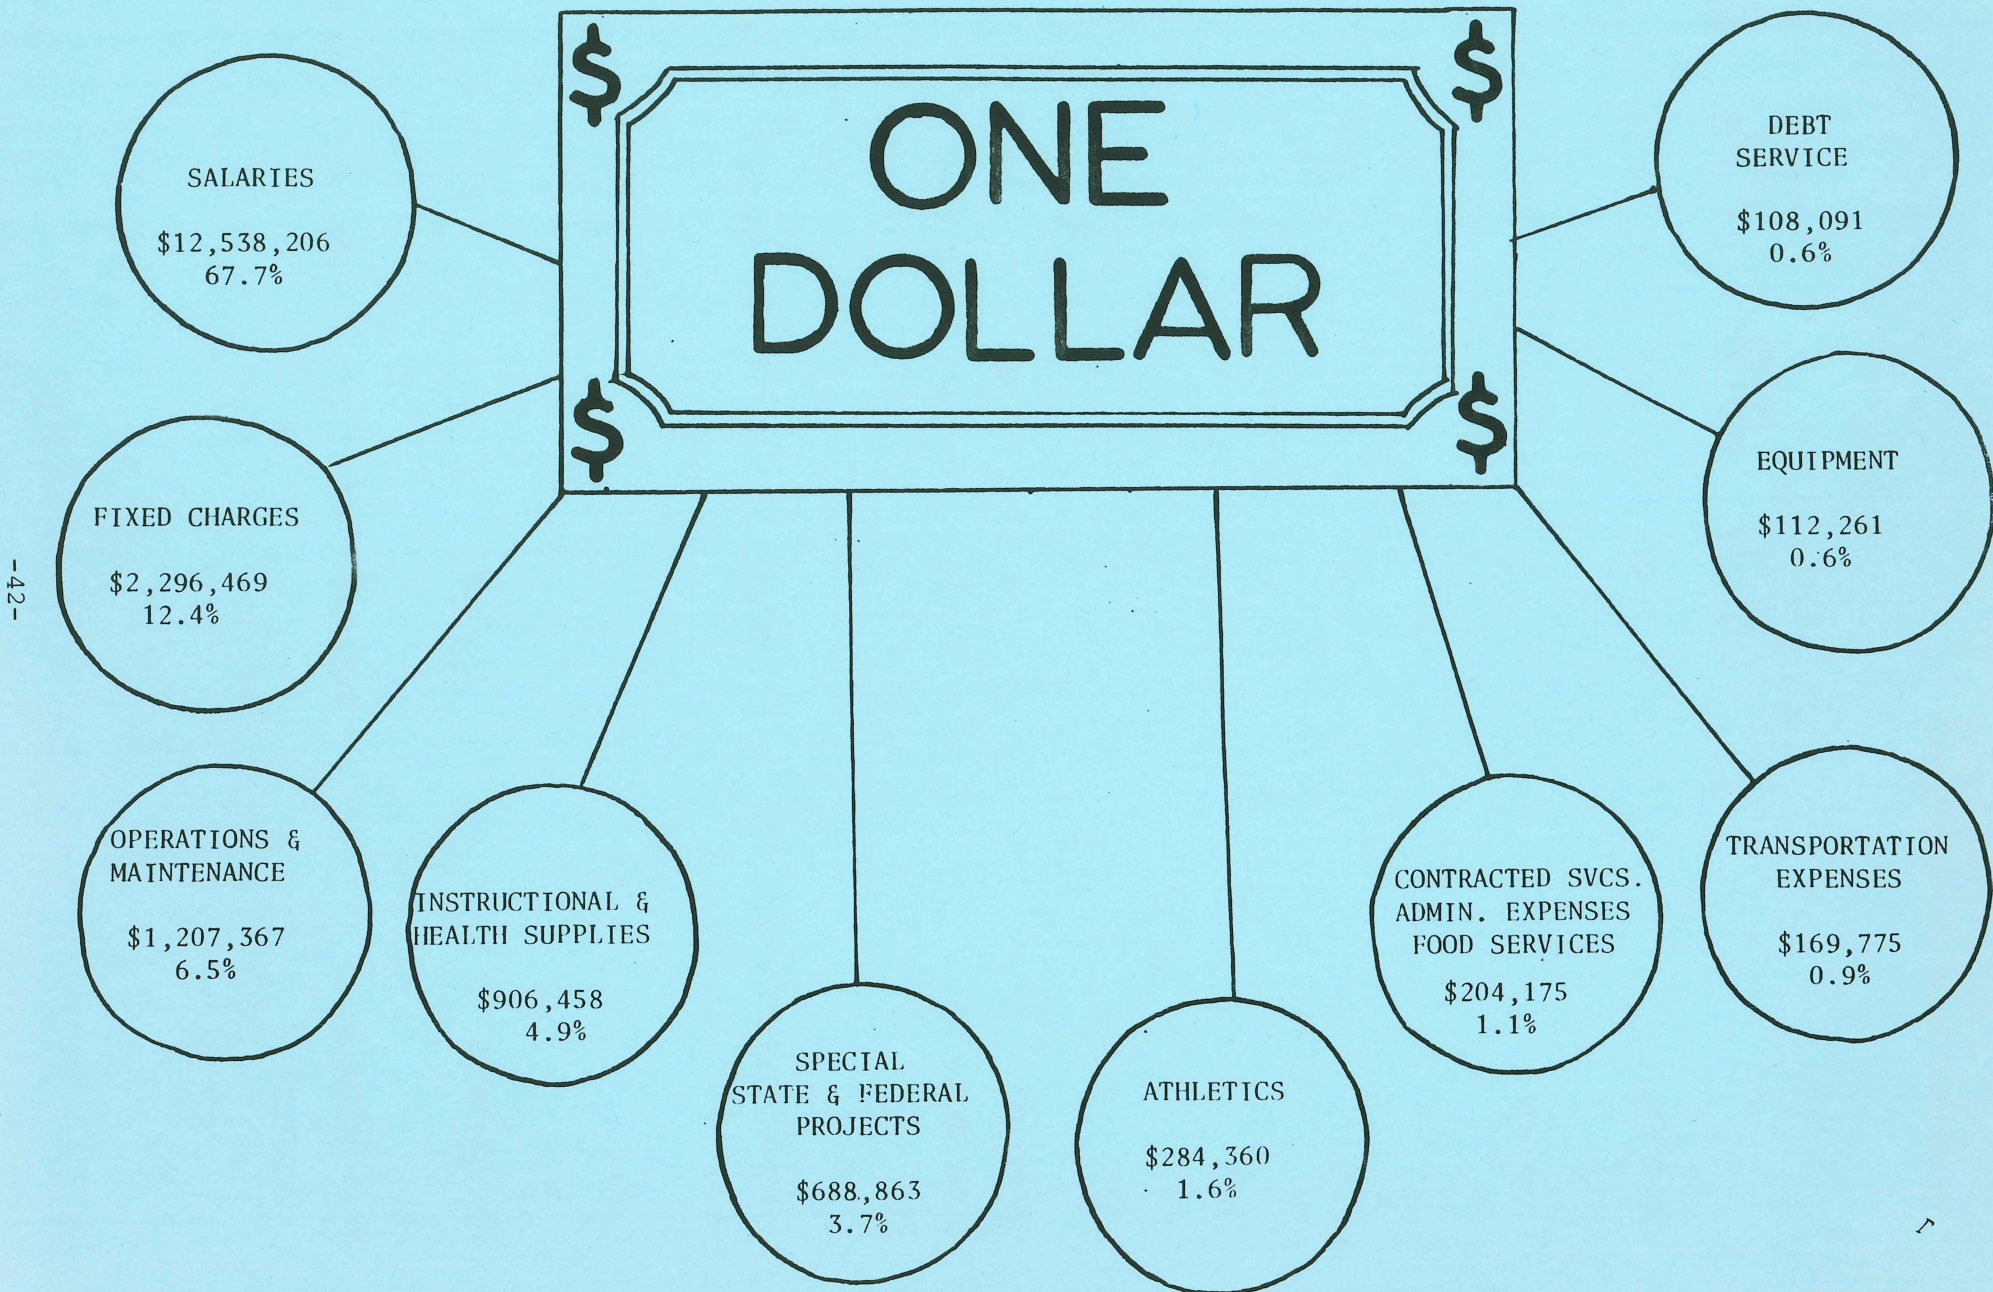 $ $
ONE
DOLLAR
$ $
SALARIES
$12,538,206
67.7%
FIXED CHARGES
$2,296,469
12.4%
OPERATIONS &
MAINTENANCE
$1,207,367
6.5%
INSTRUCTIONAL &
HEALTH SUPPLIES
$906,458
4.9%
SPECIAL
STATE & FEDERAL
PROJECTS
$688,863
3.7%
ATHLETICS
$284,360
1.6%
CONTRACTED SVCS.
ADMIN. EXPENSES
FOOD SERVICES
$204,175
1.1%
TRANSPORTATION
EXPENSES
$169,775
0.9%
EQUIPMENT
$112,261
0.6%
DEBT
SERVICE
$108,091
0.6%
-42-